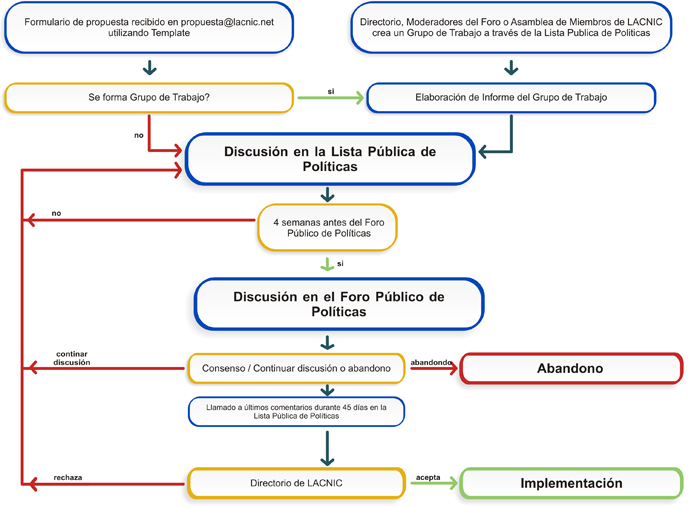 Formulario de propuesta recibido en propuesta@lacnic.net
utilizando Template
Directorio, Moderadores del Foro o Asamblea de Miembros de LACNIC
crea un Grupo de Trabajo a través de la Lista Publica de Politicas
Se forma Grupo de Trabajo?
si
Elaboración de Informe del Grupo de Trabajo
no
Discusión en la Lista Pública de
Políticas
no
4 semanas antes del Foro
Público de Políticas
si
Discusión en el Foro Público de
Políticas
continar
discusión
Consenso / Continuar discusión o abandono
abandondo
Abandono
Llamado a últimos comentarios durante 45 días en la
Lista Pública de Políticas
rechaza
Directorio de LACNIC
acepta
Implementación